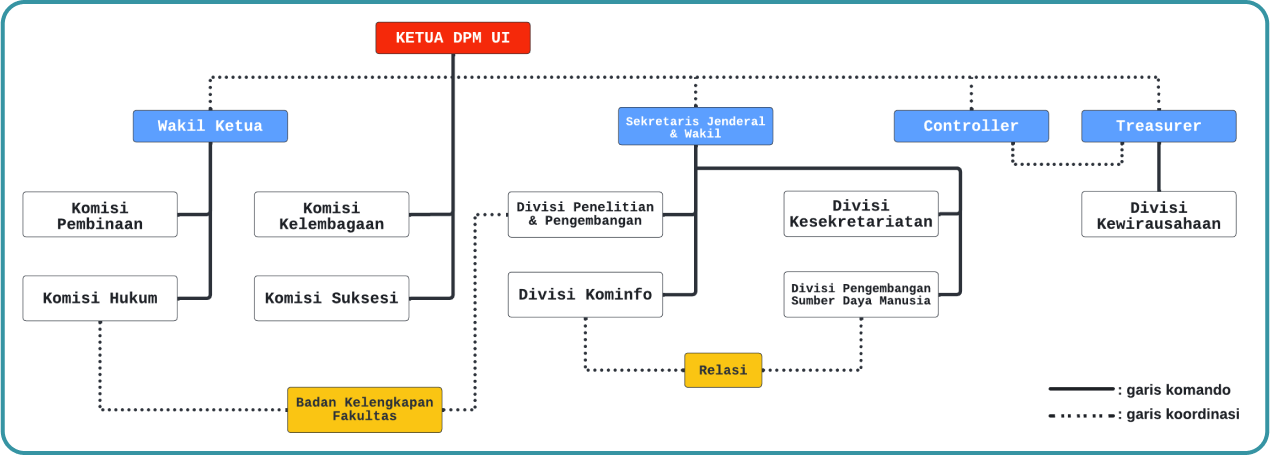 KETUA DPM UI
Wakil Ketua
Sekretaris Jenderal
& Wakil
Controller
Treasurer
Komisi
Pembinaan
Komisi
Kelembagaan
Divisi Penelitian
& Pengembangan
Divisi
Kesekretariatan
Divisi
Kewirausahaan
Komisi Hukum
Komisi Suksesi
Divisi Kominfo
Divisi Pengembangan
Sumber Daya Manusia
Relasi
Badan Kelengkapan
Fakultas
: garis komando
: garis koordinasi